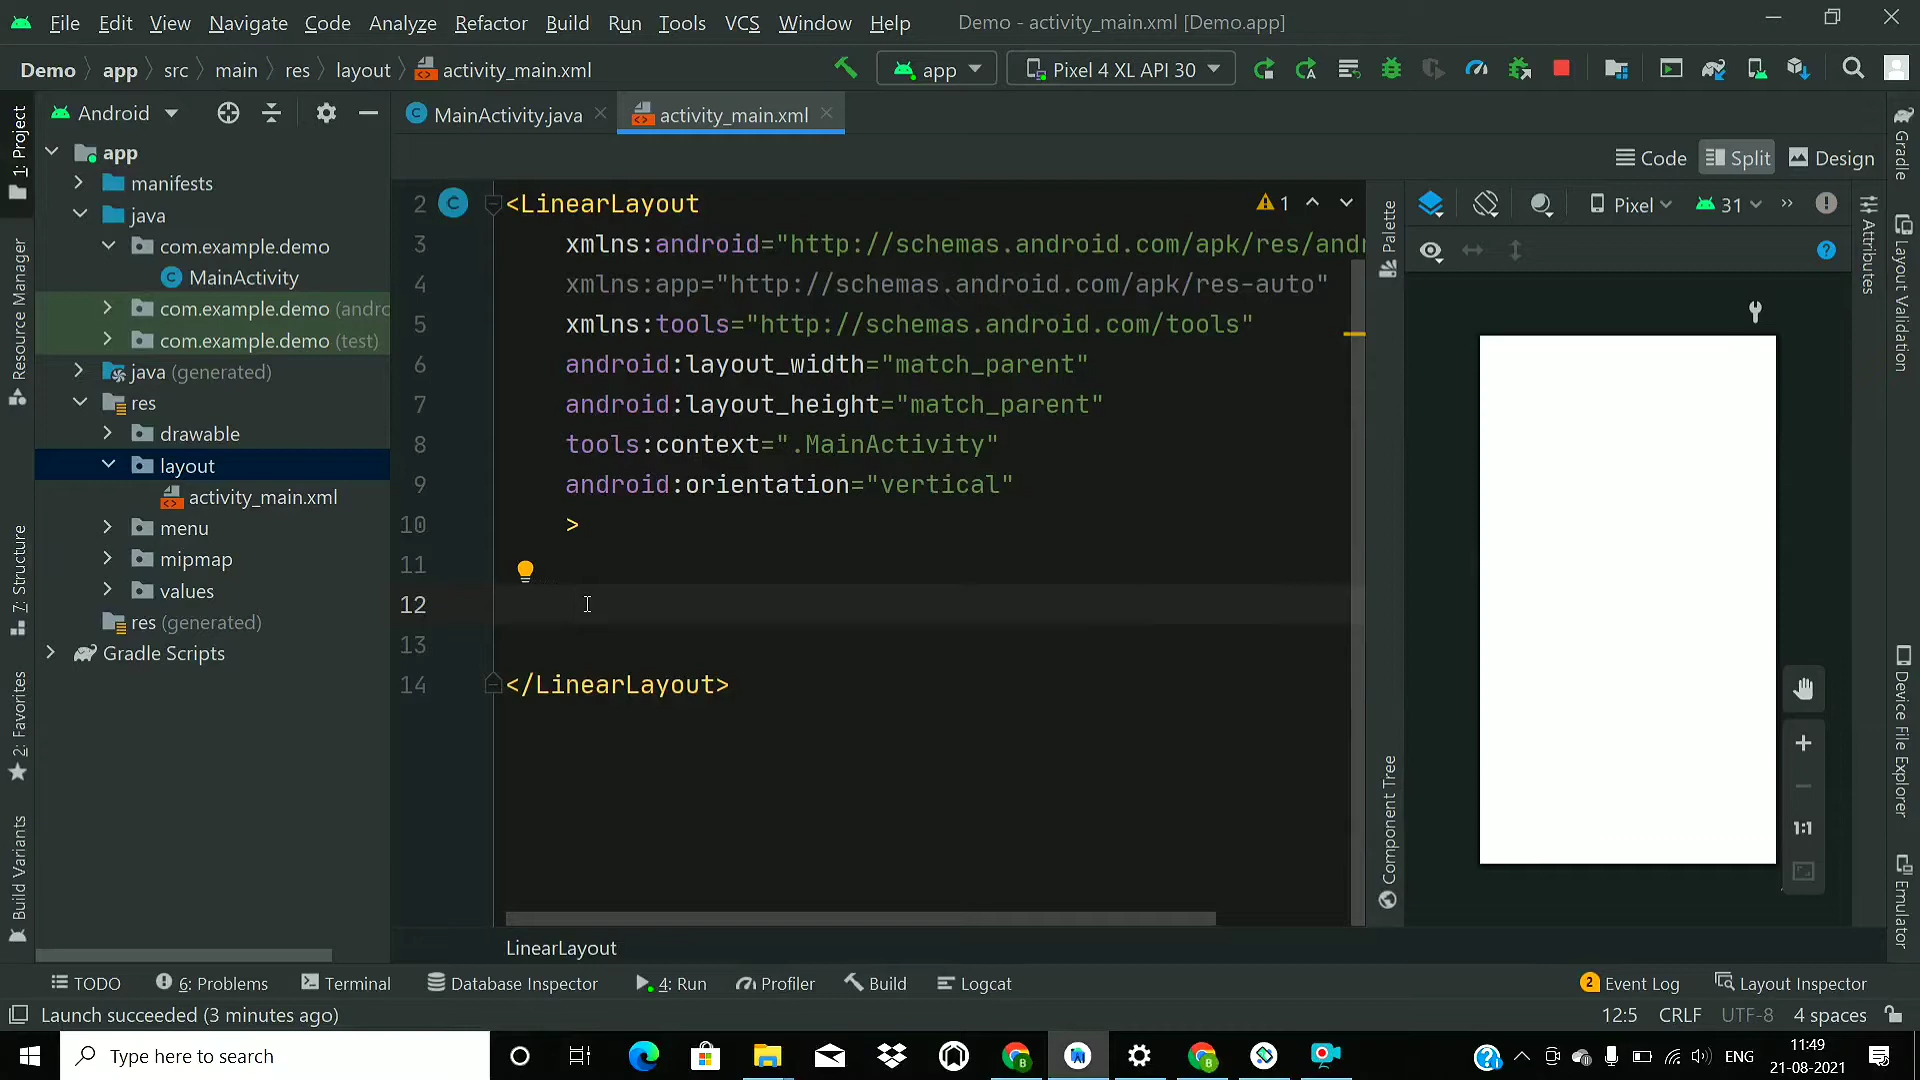 File Edit View Navigate Code Analyze Refactor Build Run Tools VCS Window Help Demo - activity_main.xml [Demo.app]
Demo app src main res layout activity_main.xml app Pixel 4 XL API 30
Android MainActivity.java activity_main.xml
Code Split Design
app
manifests
java
com.example.demo
MainActivity
com.example.demo (andro
com.example.demo (test)
java (generated)
res
drawable
layout
activity_main.xml
menu
mipmap
values
res (generated)
Gradle Scripts
1: Project
Resource Manager
7: Structure
2: Favorites
Build Variants
2 <LinearLayout 1
3 xmlns:android="http://schemas.android.com/apk/res/andr
4 xmlns:app="http://schemas.android.com/apk/res-auto"
5 xmlns:tools="http://schemas.android.com/tools"
6 android:layout_width="match_parent"
7 android:layout_height="match_parent"
8 tools:context=".MainActivity"
9 android:orientation="vertical"
10 >
11
12
13
14 </LinearLayout>
LinearLayout
Palette
Component Tree
Pixel 31
1:1
Attributes
Gradle
Layout Validation
Device File Explorer
Emulator
TODO 6: Problems Terminal Database Inspector 4: Run Profiler Build Logcat 2 Event Log Layout Inspector
Launch succeeded (3 minutes ago) 12:5 CRLF UTF-8 4 spaces
Type here to search ENG 11:49
21-08-2021